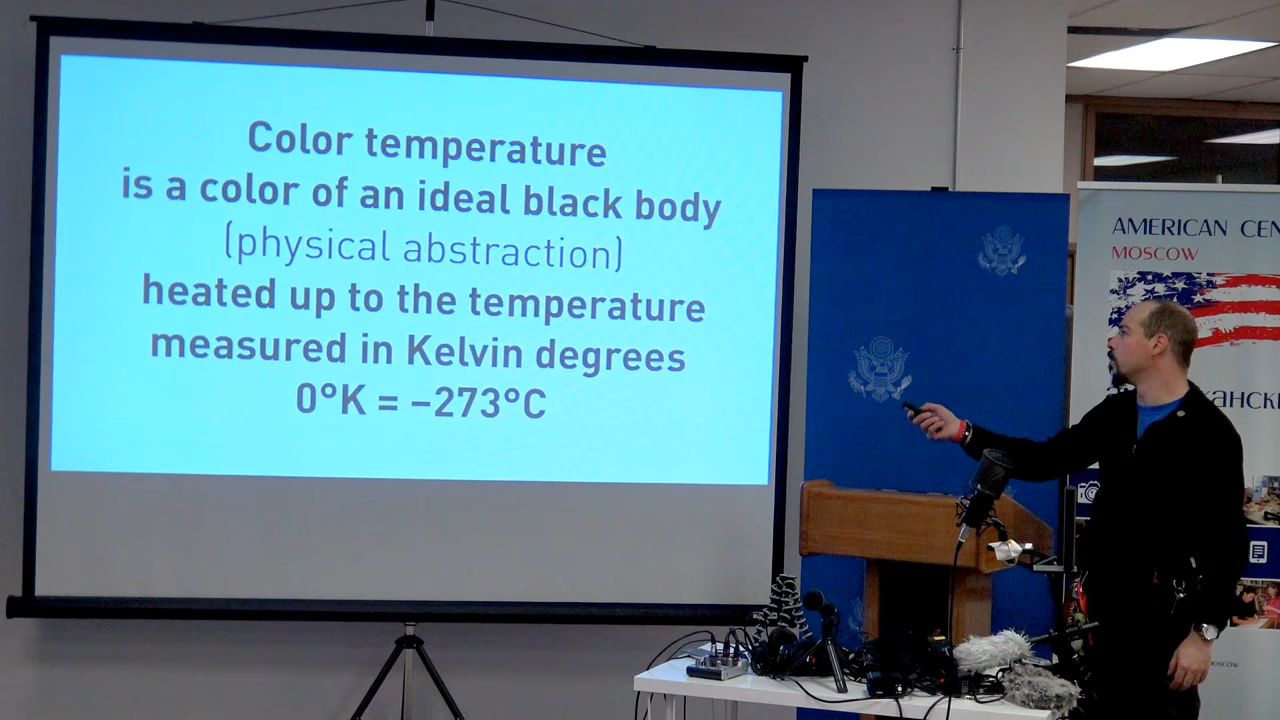 Color temperature
is a color of an ideal black body
(physical abstraction)
heated up to the temperature
measured in Kelvin degrees
0°K = −273°C
AMERICAN CEN
MOSCOW
MOSCOW